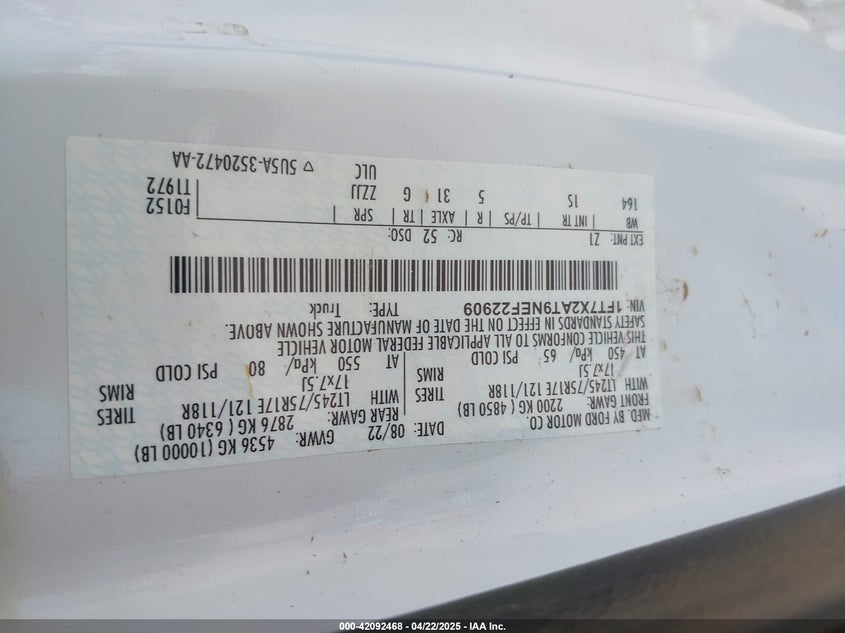 MFD. BY FORD MOTOR CO.
DATE: 08/22 GVWR: 4536 KG (10000 LB)
FRONT GAWR: 2200 KG ( 4850 LB)
REAR GAWR: 2876 KG ( 6340 LB)
WITH LT245/75R17E 121/118R TIRES
WITH LT245/75R17E 121/118R TIRES
17x7.5J RIMS
17x7.5J RIMS
AT 450 kPa/ 65 PSI COLD
AT 550 kPa/ 80 PSI COLD
THIS VEHICLE CONFORMS TO ALL APPLICABLE FEDERAL MOTOR VEHICLE
SAFETY STANDARDS IN EFFECT ON THE DATE OF MANUFACTURE SHOWN ABOVE.
VIN: 1FT7X2AT9NEF22909
TYPE: Truck
EXT PNT: Z1 RC: 52 DSO:
WB | INT TR | TP/PS | R | AXLE | TR | SPR
164 1S 5 31 G ZZJJ
ULC
F0152
T1972
▽ 5U5A-3520472-AA
000-42092468 - 04/22/2025 - IAA Inc.